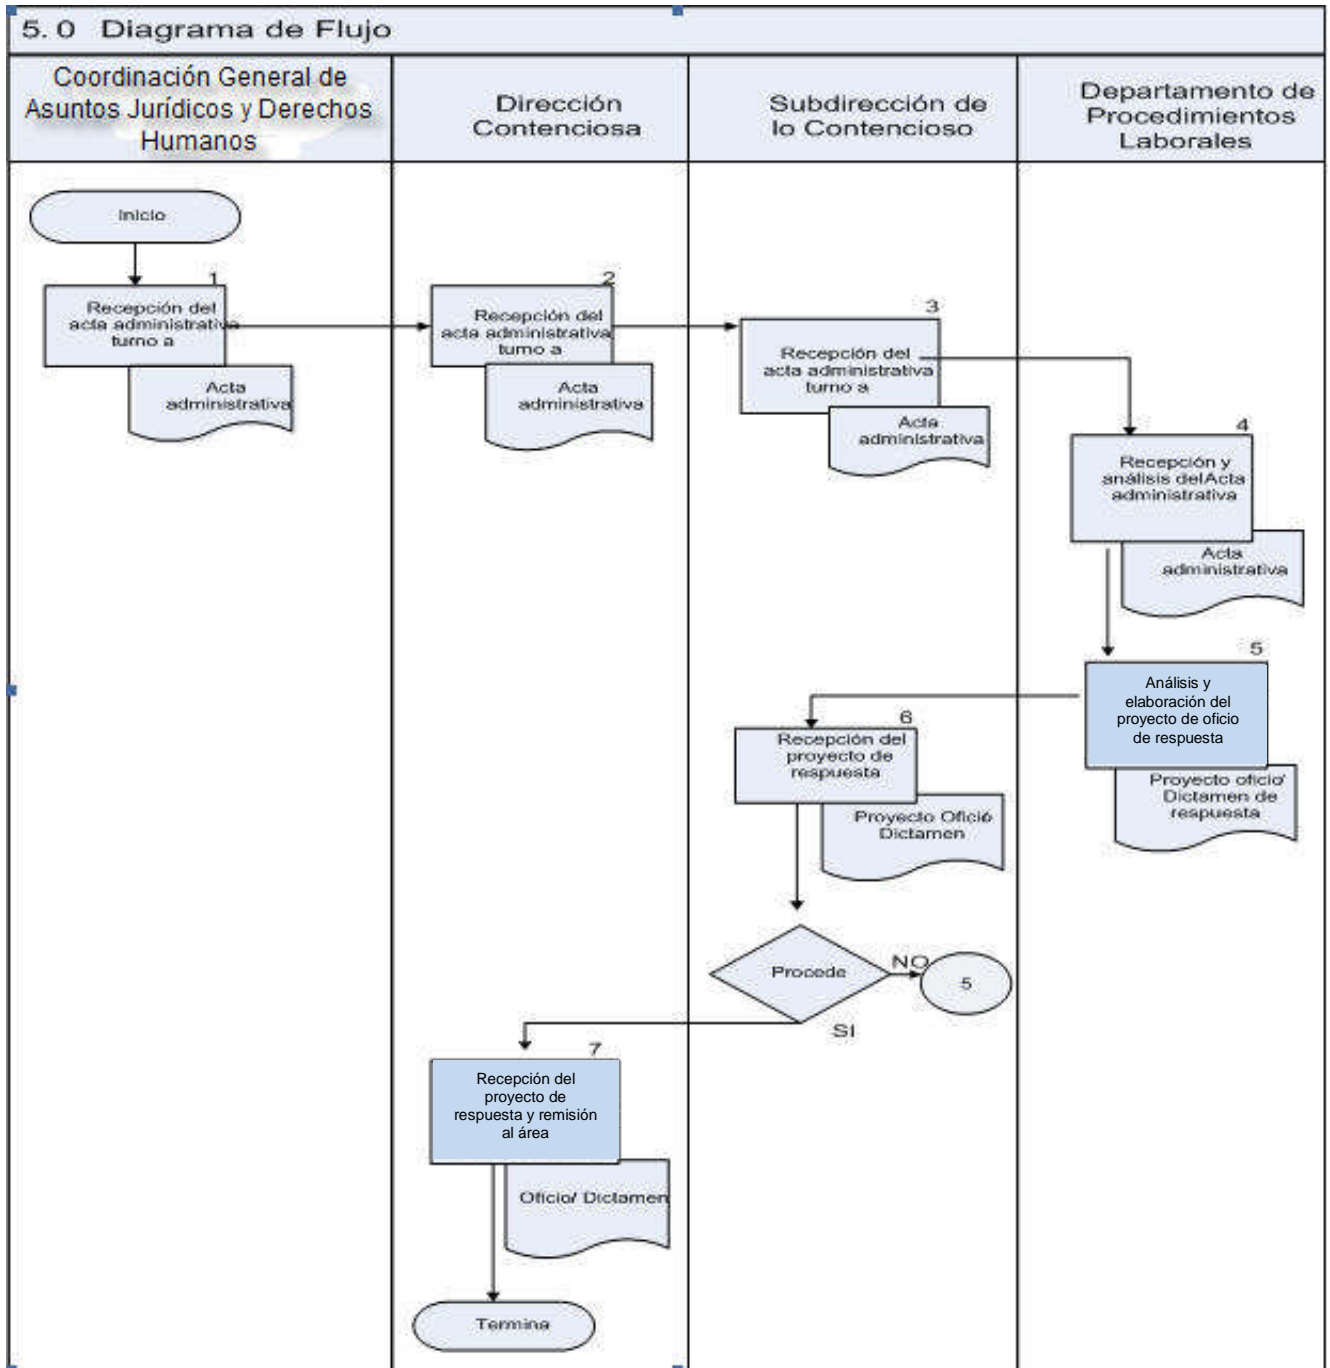 5.0 Diagrama de Flujo
Coordinación General de
Asuntos Jurídicos y Derechos
Humanos
Dirección
Contenciosa
Subdirección de
lo Contencioso
Departamento de
Procedimientos
Laborales
Inicio
1
Recepción del
acta administrativa
turno a
Acta
administrativa
2
Recepción del
acta administrativa
turno a
Acta
administrativa
3
Recepción del
acta administrativa
turno a
Acta
administrativa
4
Recepción y
análisis delActa
administrativa
Acta
administrativa
5
Análisis y
elaboración del
proyecto de oficio
de respuesta
Proyecto oficio/
Dictamen de
respuesta
6
Recepción del
proyecto de
respuesta
Proyecto Oficio
Dictamen
Procede
NO
5
SI
7
Recepción del
proyecto de
respuesta y remisión
al área
Oficio/ Dictamen
Termina